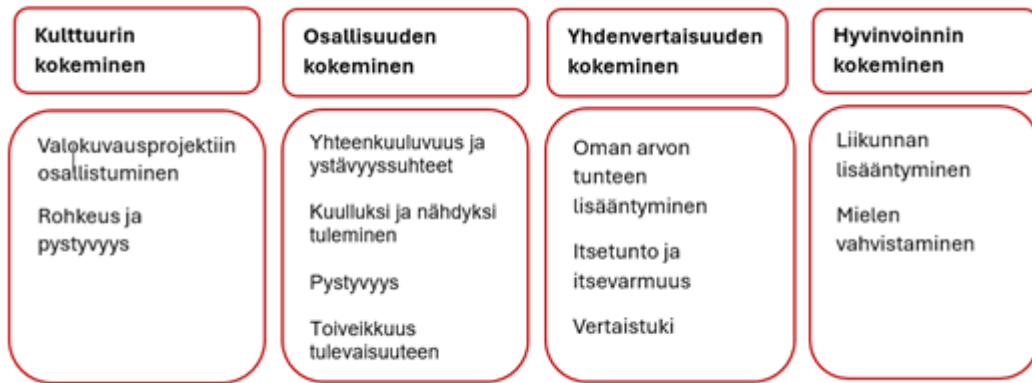 Kulttuurin
kokeminen
Osallisuuden
kokeminen
Yhdenvertaisuuden
kokeminen
Hyvinvoinnin
kokeminen
Valokuvausprojektiin
osallistuminen
Rohkeus ja
pystyvyys
Yhteenkuuluvuus ja
ystävyyssuhteet
Kuulluksi ja nähdyksi
tuleminen
Pystyvyys
Toiveikkuus
tulevaisuuteen
Oman arvon
tunteen
lisääntyminen
Itsetunto ja
itsevarmuus
Vertaistuki
Liikunnan
lisääntyminen
Mielen
vahvistaminen